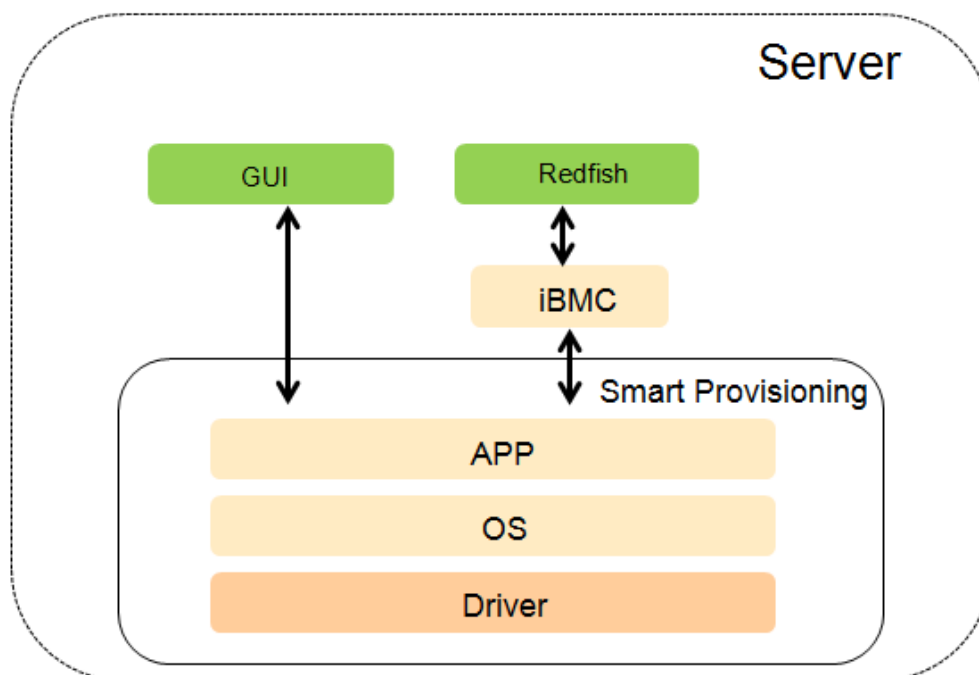 Server
GUI
Redfish
iBMC
Smart Provisioning
APP
OS
Driver